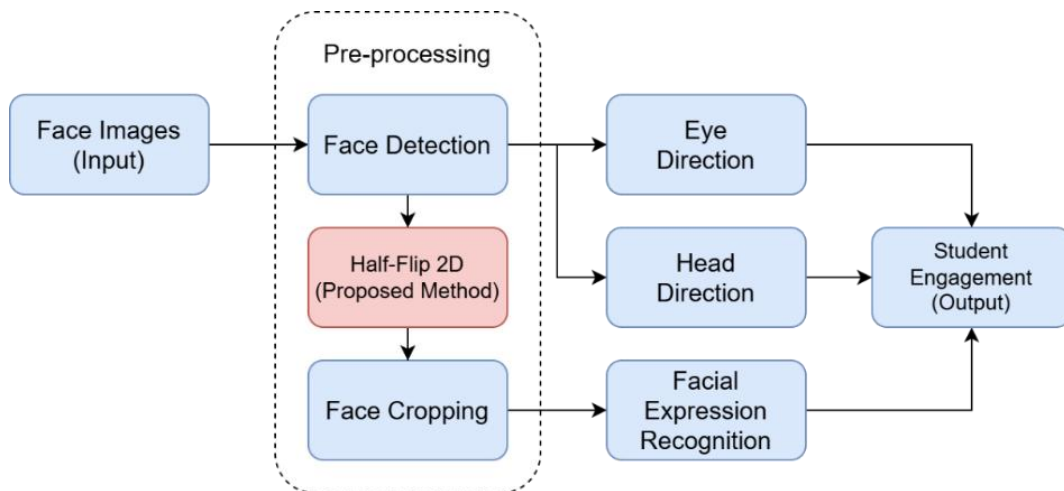 Pre-processing
Face Images
(Input)
Face Detection
Eye
Direction
Half-Flip 2D
(Proposed Method)
Head
Direction
Student
Engagement
(Output)
Face Cropping
Facial
Expression
Recognition